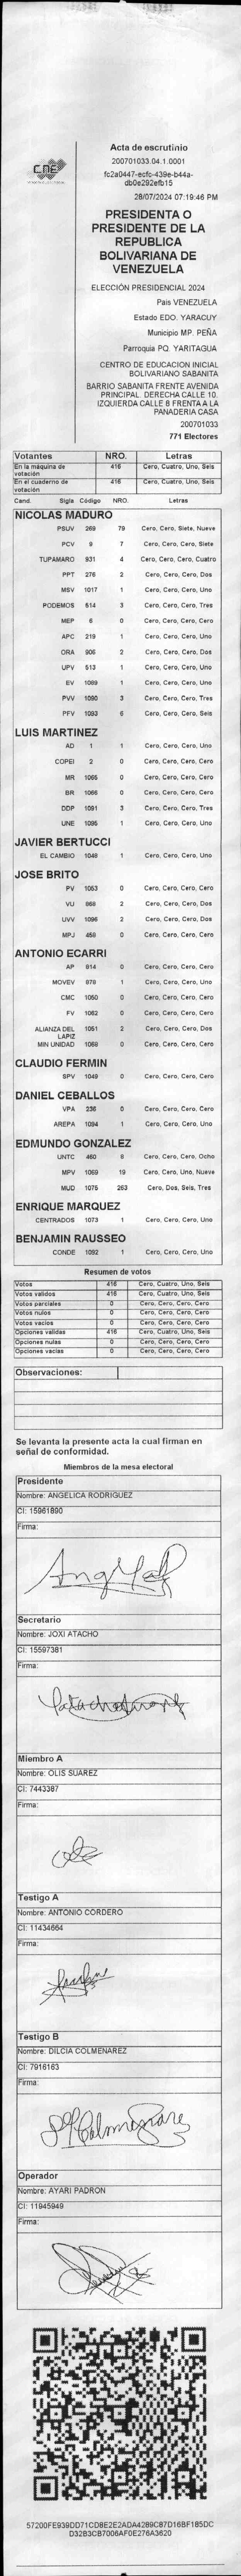 CNE
Acta de escrutinio
200701033.04.1.0001
fc2a0447-ecfc-439e-b44a-
db0e292efb15
28/07/2024 07:19:46 PM
PRESIDENTA O
PRESIDENTE DE LA
REPUBLICA
BOLIVARIANA DE
VENEZUELA
ELECCIÓN PRESIDENCIAL 2024
Pais VENEZUELA
Estado EDO. YARACUY
Municipio MP. PEÑA
Parroquia PQ. YARITAGUA
CENTRO DE EDUCACION INICIAL
BOLIVARIANO SABANITA
BARRIO SABANITA FRENTE AVENIDA
PRINCIPAL. DERECHA CALLE 10.
IZQUIERDA CALLE 8 FRENTA A LA
PANADERIA CASA
200701033
771 Electores
Votantes NRO. Letras
En la máquina de votación 416 Cero, Cuatro, Uno, Seis
En el cuaderno de votación 416 Cero, Cuatro, Uno, Seis
Cand. Sigla Código NRO. Letras
NICOLAS MADURO
PSUV 269 79 Cero, Cero, Siete, Nueve
PCV 9 7 Cero, Cero, Cero, Siete
TUPAMARO 931 4 Cero, Cero, Cero, Cuatro
PPT 276 2 Cero, Cero, Cero, Dos
MSV 1017 1 Cero, Cero, Cero, Uno
PODEMOS 514 3 Cero, Cero, Cero, Tres
MEP 6 0 Cero, Cero, Cero, Cero
APC 219 1 Cero, Cero, Cero, Uno
ORA 906 2 Cero, Cero, Cero, Dos
UPV 513 1 Cero, Cero, Cero, Uno
EV 1089 1 Cero, Cero, Cero, Uno
PVV 1090 3 Cero, Cero, Cero, Tres
PFV 1093 6 Cero, Cero, Cero, Seis
LUIS MARTINEZ
AD 1 1 Cero, Cero, Cero, Uno
COPEI 2 0 Cero, Cero, Cero, Cero
MR 1065 0 Cero, Cero, Cero, Cero
BR 1066 0 Cero, Cero, Cero, Cero
DDP 1091 3 Cero, Cero, Cero, Tres
UNE 1095 1 Cero, Cero, Cero, Uno
JAVIER BERTUCCI
EL CAMBIO 1048 1 Cero, Cero, Cero, Uno
JOSE BRITO
PV 1053 0 Cero, Cero, Cero, Cero
VU 868 2 Cero, Cero, Cero, Dos
UVV 1096 2 Cero, Cero, Cero, Dos
MPJ 459 0 Cero, Cero, Cero, Cero
ANTONIO ECARRI
AP 814 0 Cero, Cero, Cero, Cero
MOVEV 878 1 Cero, Cero, Cero, Uno
CMC 1050 0 Cero, Cero, Cero, Cero
FV 1062 0 Cero, Cero, Cero, Cero
ALIANZA DEL LAPIZ 1051 2 Cero, Cero, Cero, Dos
MIN UNIDAD 1068 0 Cero, Cero, Cero, Cero
CLAUDIO FERMIN
SPV 1049 0 Cero, Cero, Cero, Cero
DANIEL CEBALLOS
VPA 236 0 Cero, Cero, Cero, Cero
AREPA 1094 1 Cero, Cero, Cero, Uno
EDMUNDO GONZALEZ
UNTC 460 8 Cero, Cero, Cero, Ocho
MPV 1069 19 Cero, Cero, Uno, Nueve
MUD 1075 263 Cero, Dos, Seis, Tres
ENRIQUE MARQUEZ
CENTRADOS 1073 1 Cero, Cero, Cero, Uno
BENJAMIN RAUSSEO
CONDE 1092 1 Cero, Cero, Cero, Uno
Resumen de votos
Votos 416 Cero, Cuatro, Uno, Seis
Votos validos 416 Cero, Cuatro, Uno, Seis
Votos parciales 0 Cero, Cero, Cero, Cero
Votos nulos 0 Cero, Cero, Cero, Cero
Votos vacios 0 Cero, Cero, Cero, Cero
Opciones validas 416 Cero, Cuatro, Uno, Seis
Opciones nulas 0 Cero, Cero, Cero, Cero
Opciones vacias 0 Cero, Cero, Cero, Cero
Observaciones:
Se levanta la presente acta la cual firman en
señal de conformidad.
Miembros de la mesa electoral
Presidente
Nombre: ANGELICA RODRIGUEZ
CI: 15961890
Firma:
Secretario
Nombre: JOXI ATACHO
CI: 15597381
Firma:
Miembro A
Nombre: OLIS SUAREZ
CI: 7443387
Firma:
Testigo A
Nombre: ANTONIO CORDERO
CI: 11434664
Firma:
Testigo B
Nombre: DILCIA COLMENAREZ
CI: 7916163
Firma:
Operador
Nombre: AYARI PADRON
CI: 11945949
Firma:
57200FE939DD71CD8E2E2ADA4289C87D16BF185DC
D32B3CB7006AF0E276A3620